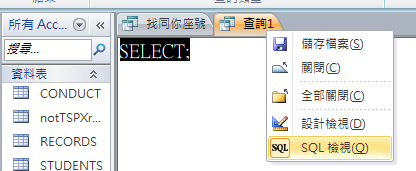 所有 Acc...
搜尋...
資料表
CONDUCT
notTSPXr...
RECORDS
STUDENTS
找同你座號
查詢1
SELECT;
儲存檔案(S)
關閉(C)
全部關閉(C)
設計檢視(D)
SQL SQL 檢視(Q)